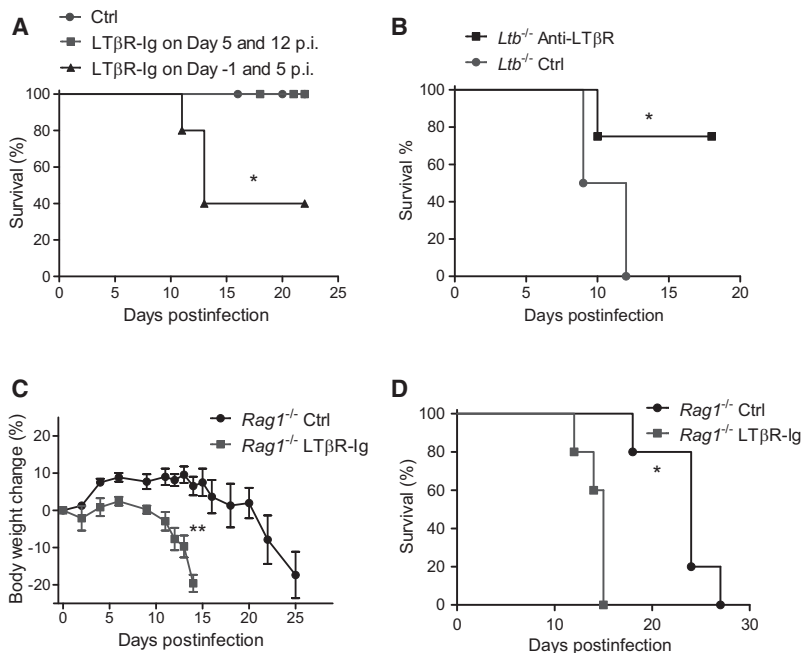 A
Ctrl
LTβR-Ig on Day 5 and 12 p.i.
LTβR-Ig on Day -1 and 5 p.i.
Survival (%)
100
80
60
40
20
0
*
0 5 10 15 20 25
Days postinfection
B
Ltb-/- Anti-LTβR
Ltb-/- Ctrl
Survival %
100
80
60
40
20
0
*
0 5 10 15 20
Days postinfection
C
Rag1-/- Ctrl
Rag1-/- LTβR-Ig
Body weight change (%)
20
10
0
-10
-20
**
0 5 10 15 20 25
Days postinfection
D
Rag1-/- Ctrl
Rag1-/- LTβR-Ig
Survival (%)
100
80
60
40
20
0
*
0 10 20 30
Days postinfection